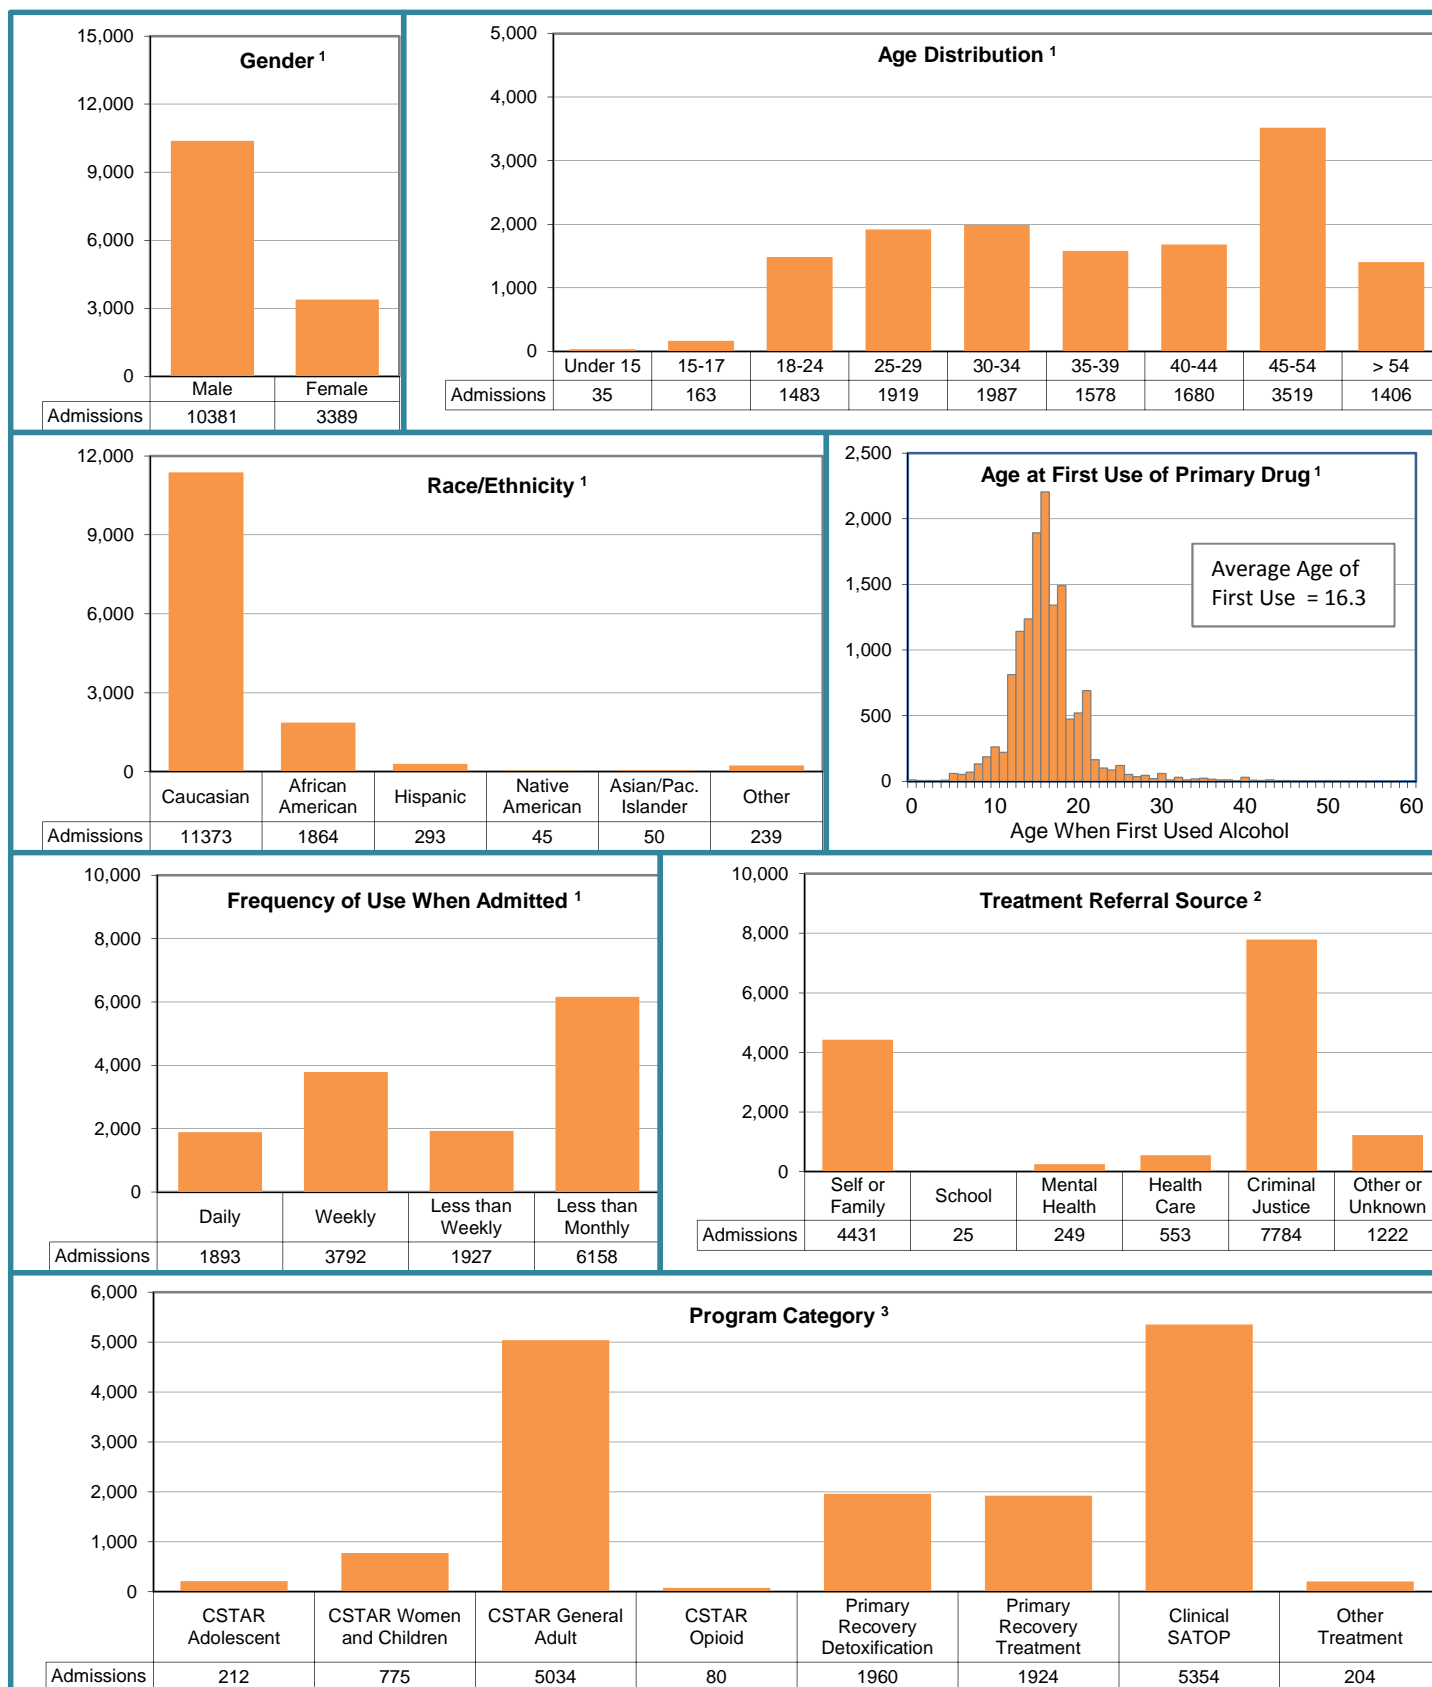 Gender ¹
15,000
12,000
9,000
6,000
3,000
0
Male Female
Admissions 10381 3389
Age Distribution ¹
5,000
4,000
3,000
2,000
1,000
0
Under 15 15-17 18-24 25-29 30-34 35-39 40-44 45-54 > 54
Admissions 35 163 1483 1919 1987 1578 1680 3519 1406
Race/Ethnicity ¹
12,000
9,000
6,000
3,000
0
Caucasian African American Hispanic Native American Asian/Pac. Islander Other
Admissions 11373 1864 293 45 50 239
Age at First Use of Primary Drug ¹
2,500
2,000
1,500
1,000
500
0
Average Age of
First Use = 16.3
0 10 20 30 40 50 60
Age When First Used Alcohol
Frequency of Use When Admitted ¹
10,000
8,000
6,000
4,000
2,000
0
Daily Weekly Less than Weekly Less than Monthly
Admissions 1893 3792 1927 6158
Treatment Referral Source ²
10,000
8,000
6,000
4,000
2,000
0
Self or Family School Mental Health Health Care Criminal Justice Other or Unknown
Admissions 4431 25 249 553 7784 1222
Program Category ³
6,000
5,000
4,000
3,000
2,000
1,000
0
CSTAR Adolescent CSTAR Women and Children CSTAR General Adult CSTAR Opioid Primary Recovery Detoxification Primary Recovery Treatment Clinical SATOP Other Treatment
Admissions 212 775 5034 80 1960 1924 5354 204